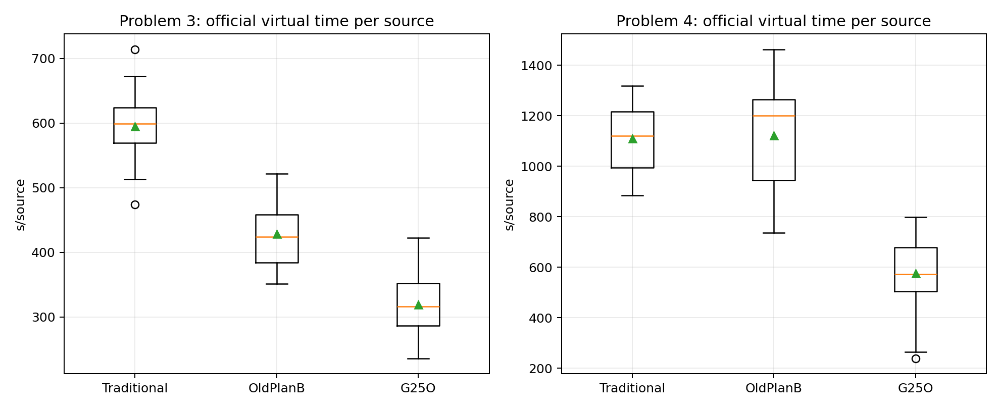 Problem 3: official virtual time per source
s/source
700
600
500
400
300
Traditional OldPlanB G25O
Problem 4: official virtual time per source
s/source
1400
1200
1000
800
600
400
200
Traditional OldPlanB G25O